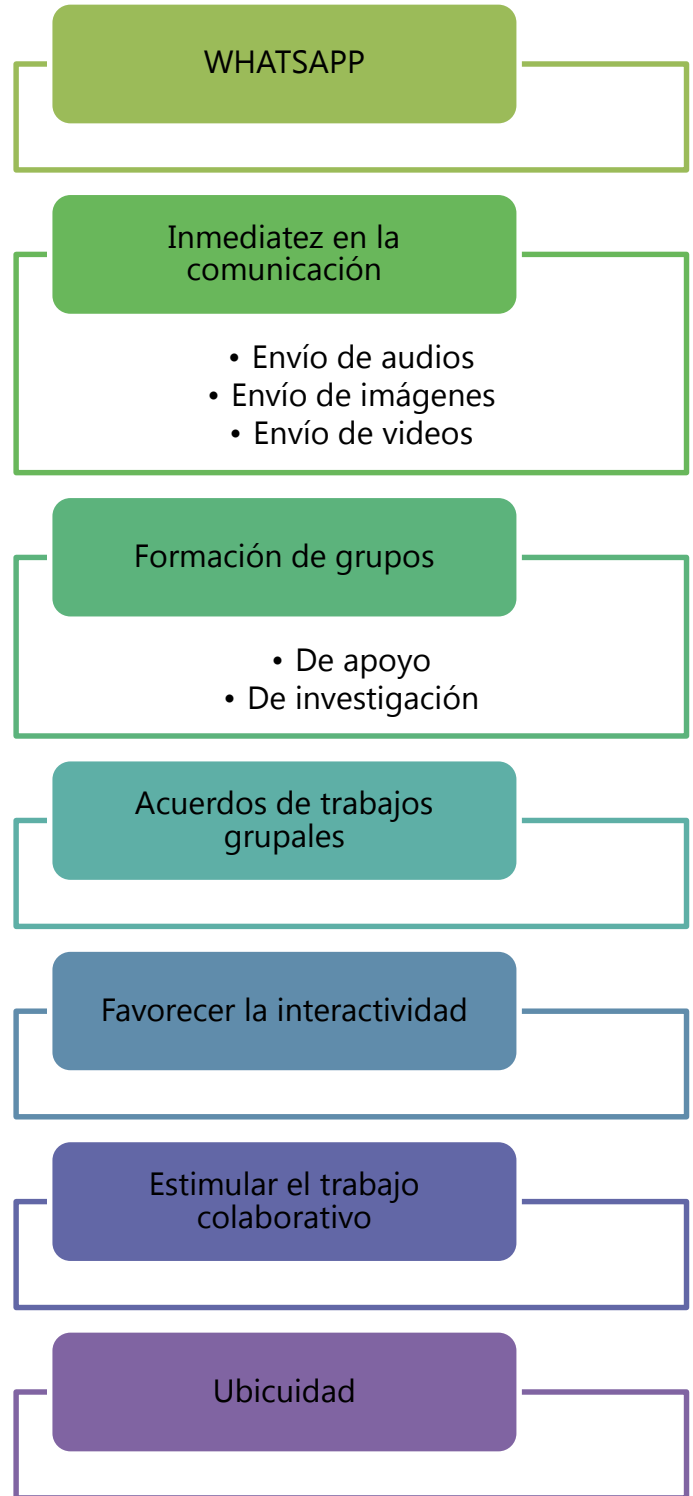 WHATSAPP
Inmediatez en la
comunicación
• Envío de audios
• Envío de imágenes
• Envío de videos
Formación de grupos
• De apoyo
• De investigación
Acuerdos de trabajos
grupales
Favorecer la interactividad
Estimular el trabajo
colaborativo
Ubicuidad